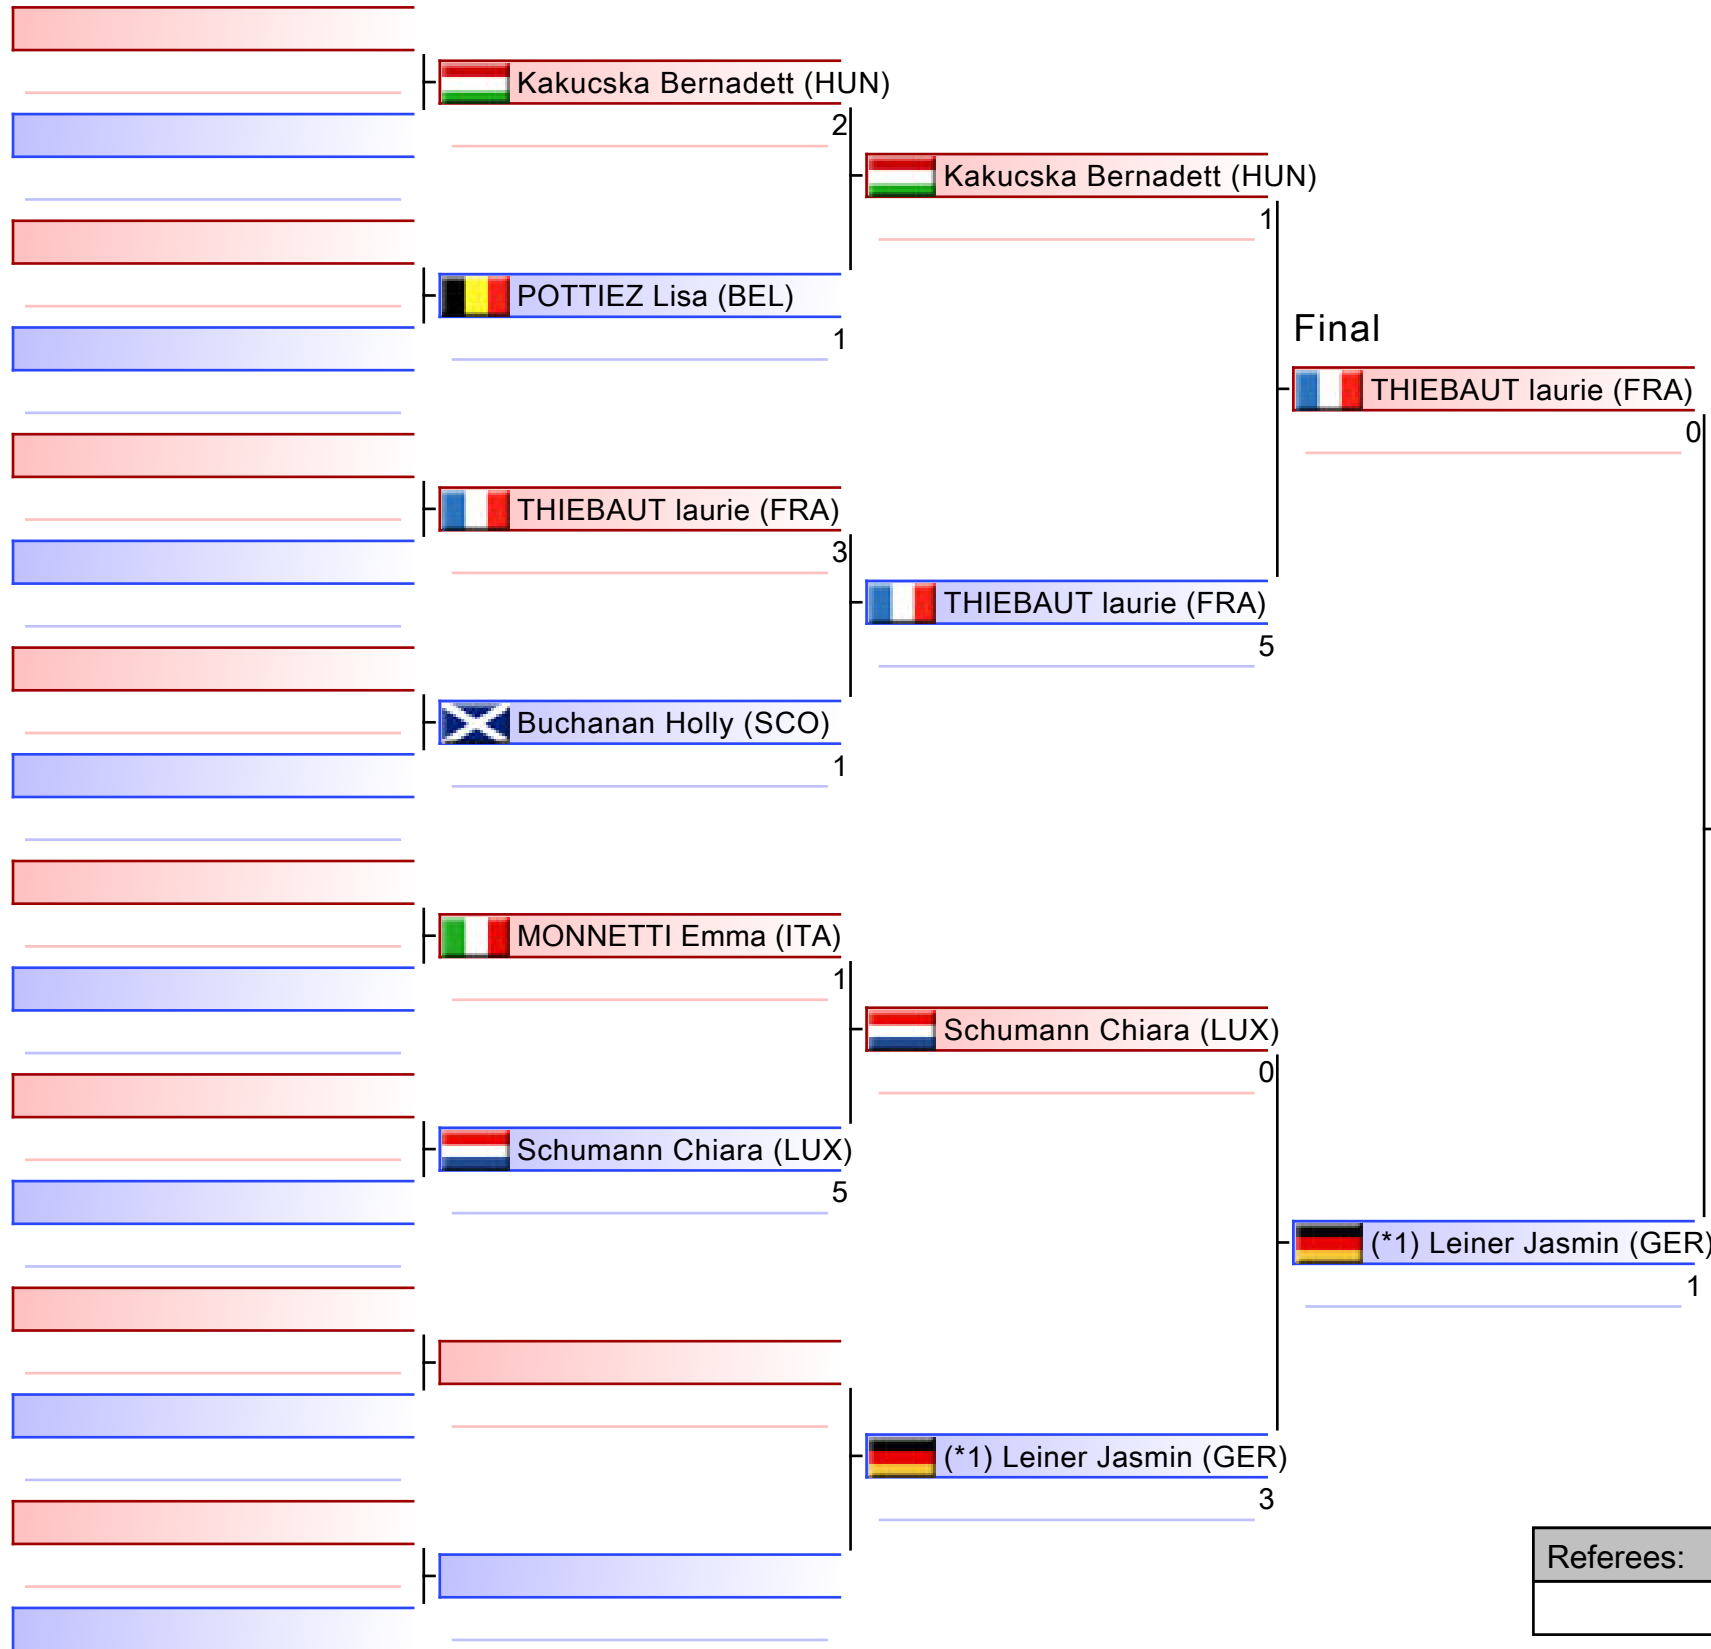 Kakucska Bernadett (HUN)
2
Kakucska Bernadett (HUN)
1
POTTIEZ Lisa (BEL)
1
Final
THIEBAUT laurie (FRA)
0
THIEBAUT laurie (FRA)
3
THIEBAUT laurie (FRA)
5
Buchanan Holly (SCO)
1
MONNETTI Emma (ITA)
1
Schumann Chiara (LUX)
0
Schumann Chiara (LUX)
5
(*1) Leiner Jasmin (GER)
1
(*1) Leiner Jasmin (GER)
3
Referees: